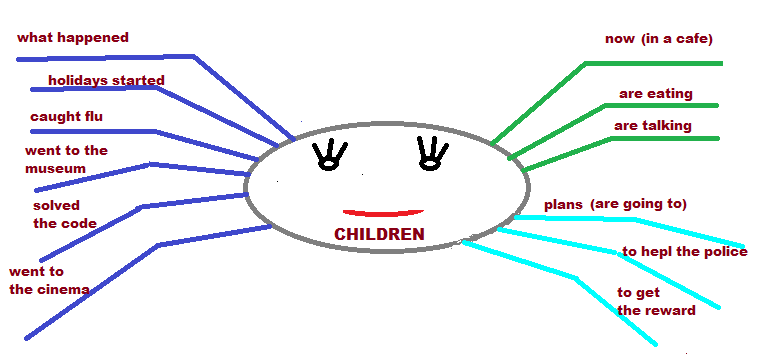 what happened
holidays started
caught flu
went to the
museum
solved
the code
went to
the cinema
CHILDREN
now (in a cafe)
are eating
are talking
plans (are going to)
to hepl the police
to get
the reward